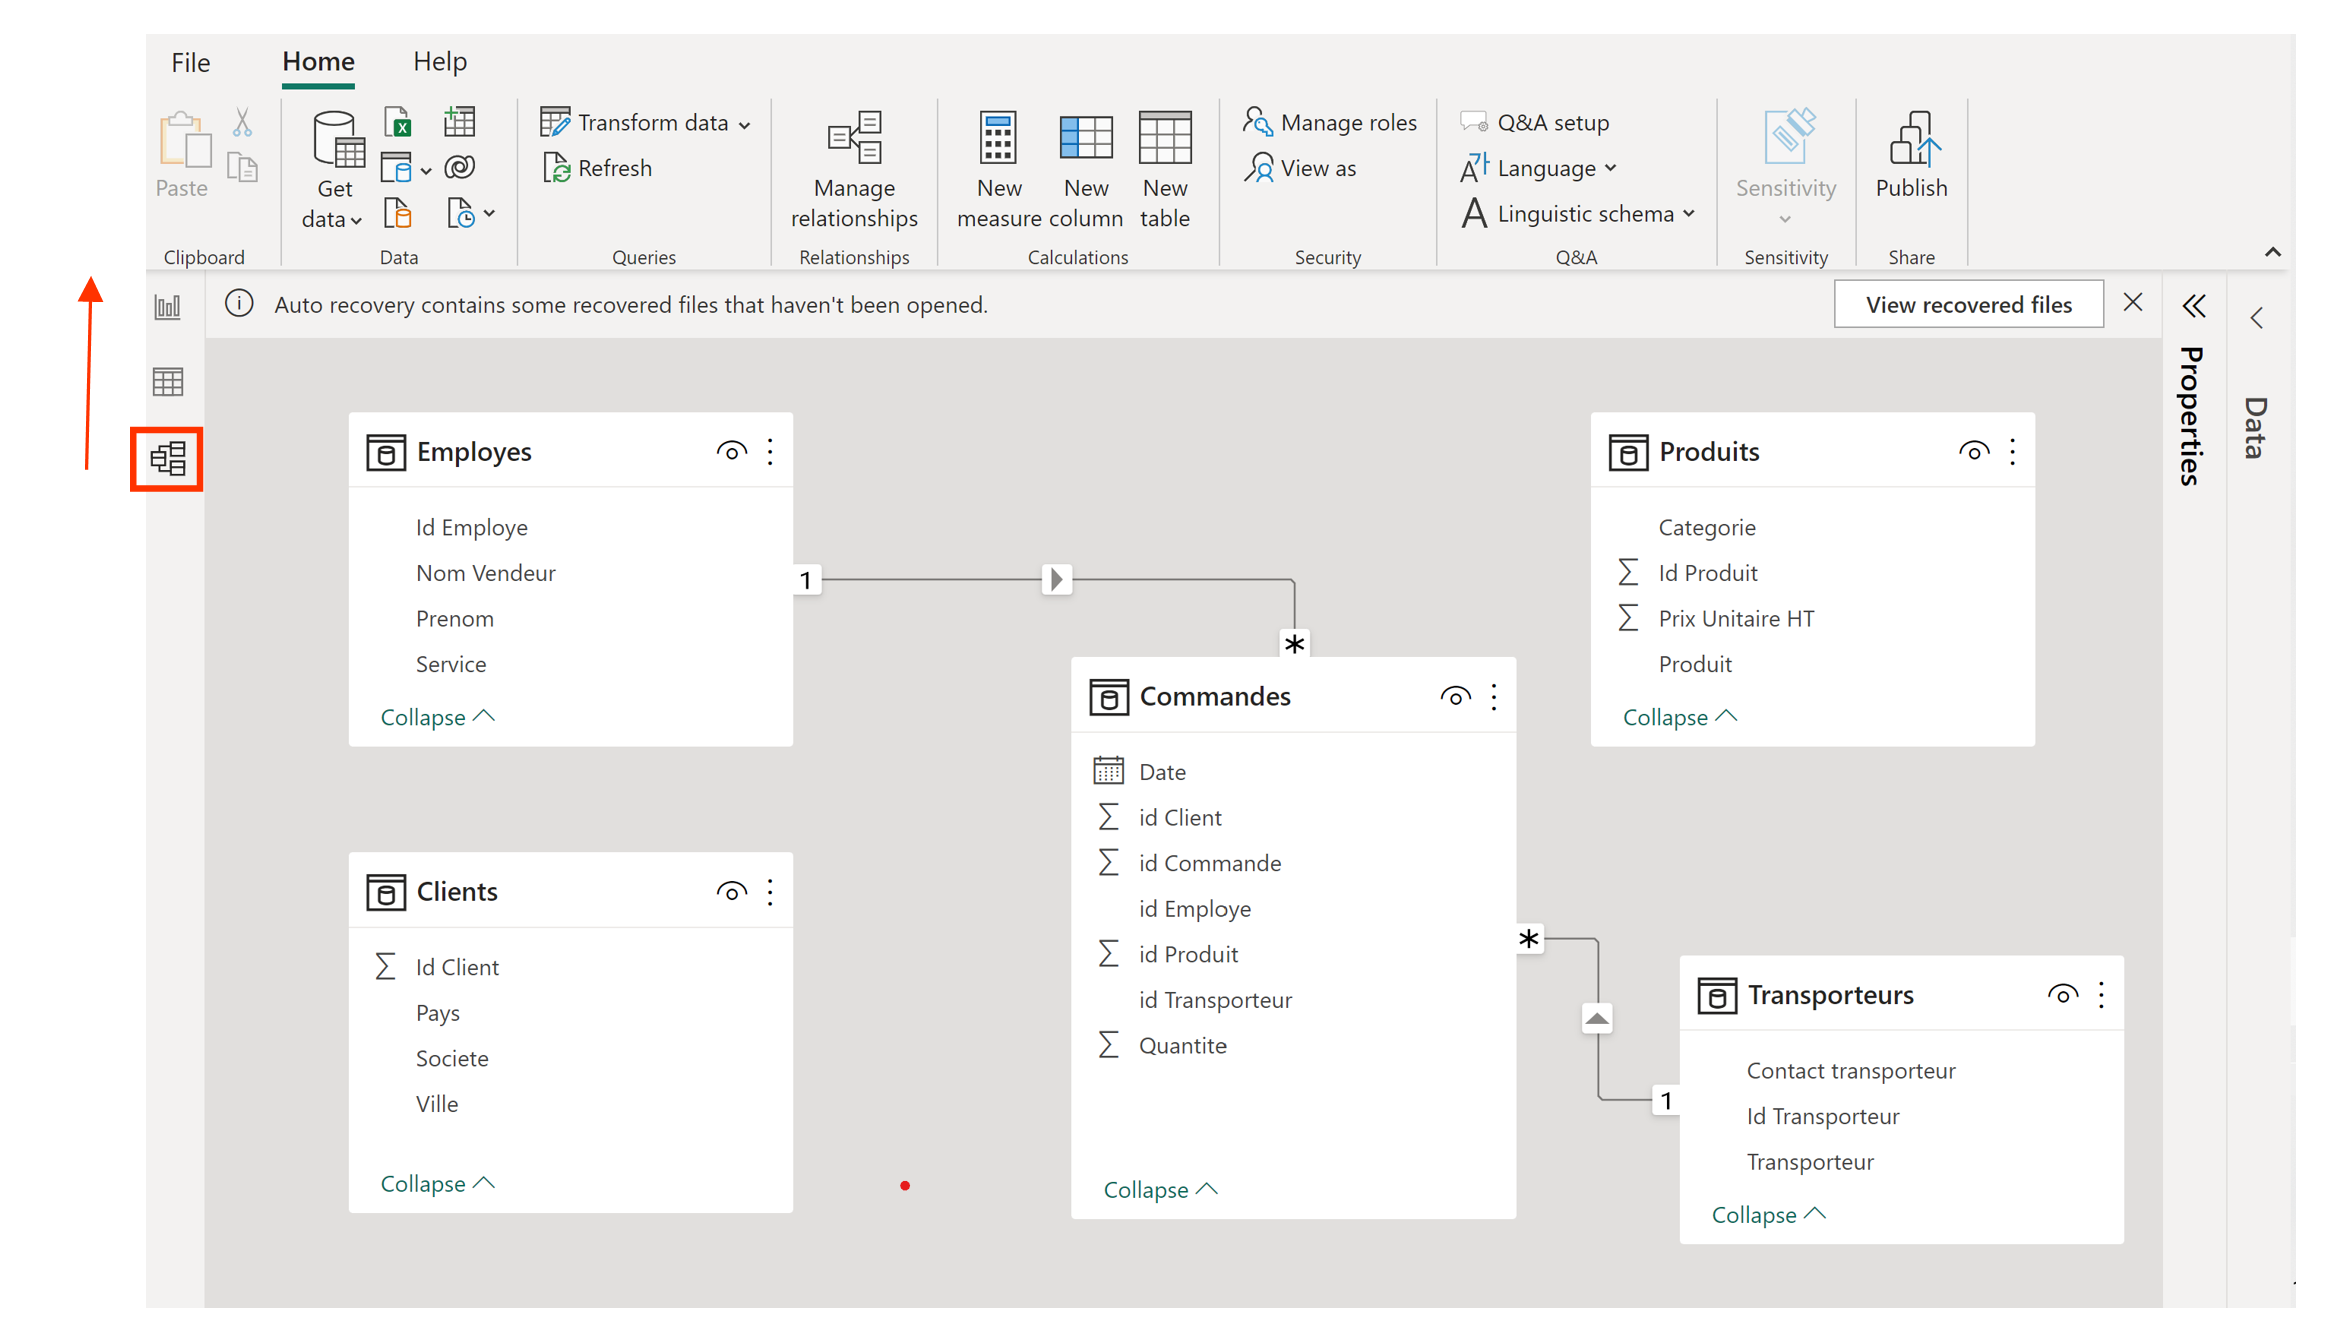 File Home Help
Paste
Get data
Transform data
Refresh
Manage relationships
New measure
New column
New table
Manage roles
View as
Q&A setup
Language
Linguistic schema
Sensitivity
Publish
Clipboard Data Queries Relationships Calculations Security Q&A Sensitivity Share
Auto recovery contains some recovered files that haven't been opened.
View recovered files
Properties
Data
Employes
Id Employe
Nom Vendeur
Prenom
Service
Collapse
1
*
Produits
Categorie
Σ Id Produit
Σ Prix Unitaire HT
Produit
Collapse
Commandes
Date
Σ id Client
Σ id Commande
id Employe
Σ id Produit
id Transporteur
Σ Quantite
Collapse
Clients
Σ Id Client
Pays
Societe
Ville
Collapse
*
1
Transporteurs
Contact transporteur
Id Transporteur
Transporteur
Collapse